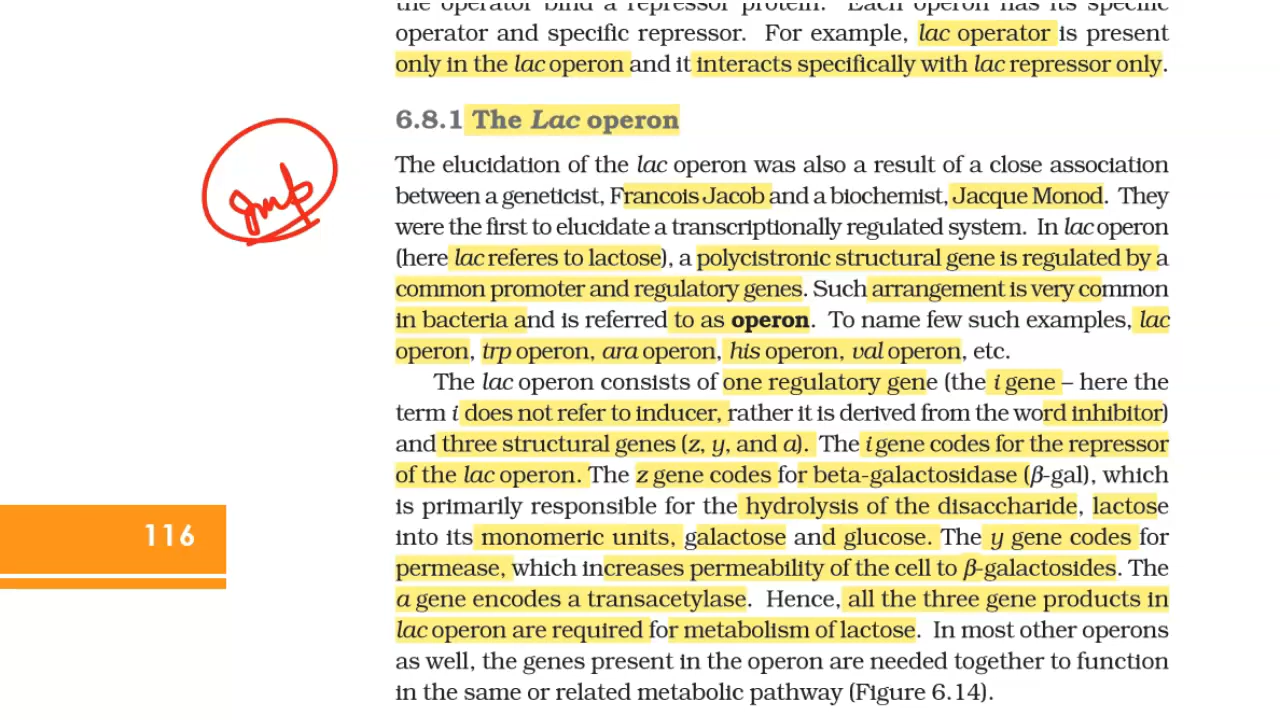 the operator bind a repressor protein. Each operon has its specific
operator and specific repressor. For example, lac operator is present
only in the lac operon and it interacts specifically with lac repressor only.
6.8.1 The Lac operon
imp
The elucidation of the lac operon was also a result of a close association
between a geneticist, Francois Jacob and a biochemist, Jacque Monod. They
were the first to elucidate a transcriptionally regulated system. In lac operon
(here lac referes to lactose), a polycistronic structural gene is regulated by a
common promoter and regulatory genes. Such arrangement is very common
in bacteria and is referred to as operon. To name few such examples, lac
operon, trp operon, ara operon, his operon, val operon, etc.
The lac operon consists of one regulatory gene (the i gene – here the
term i does not refer to inducer, rather it is derived from the word inhibitor)
and three structural genes (z, y, and a). The i gene codes for the repressor
of the lac operon. The z gene codes for beta-galactosidase (β-gal), which
is primarily responsible for the hydrolysis of the disaccharide, lactose
into its monomeric units, galactose and glucose. The y gene codes for
permease, which increases permeability of the cell to β-galactosides. The
a gene encodes a transacetylase. Hence, all the three gene products in
lac operon are required for metabolism of lactose. In most other operons
as well, the genes present in the operon are needed together to function
in the same or related metabolic pathway (Figure 6.14).
116